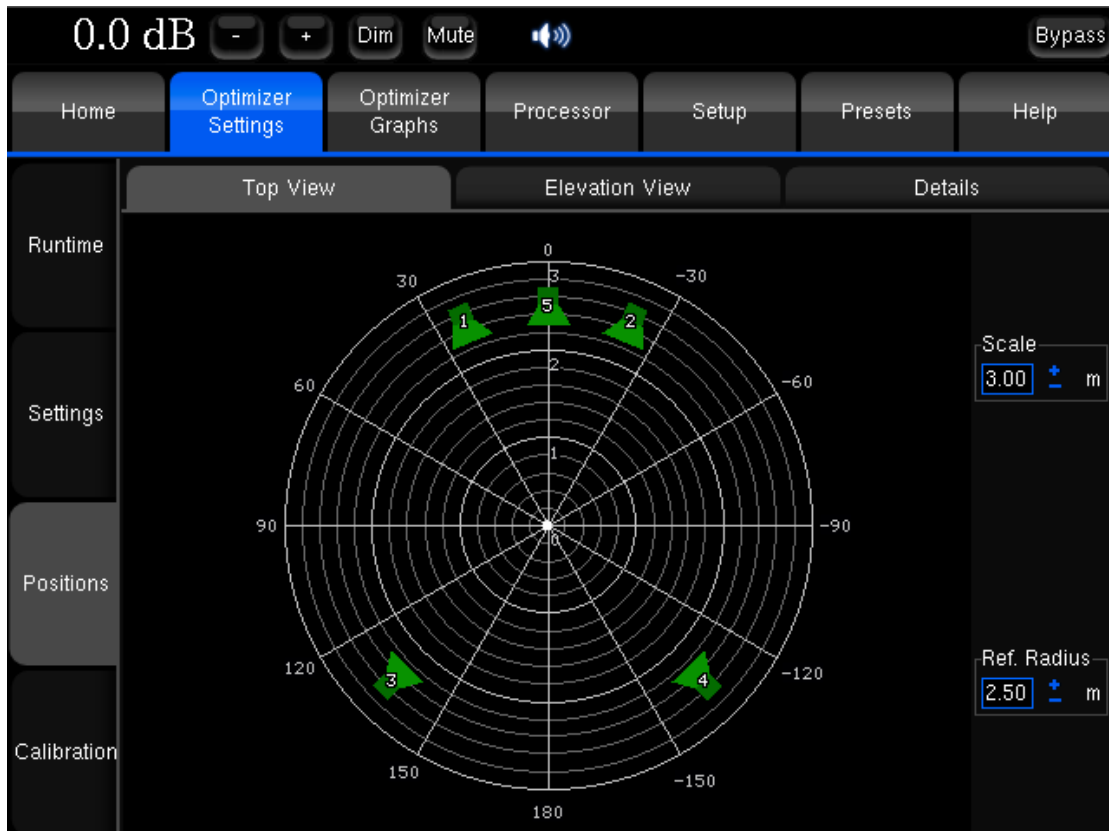 0.0 dB - + Dim Mute Bypass
Home Optimizer Settings Optimizer Graphs Processor Setup Presets Help
Top View Elevation View Details
Runtime
Settings
Positions
Calibration
0
30 -30
3
1 5 2
2
60 -60
1
90 -90
0
120 -120
3 4
150 -150
180
Scale
3.00 + - m
Ref. Radius
2.50 + - m